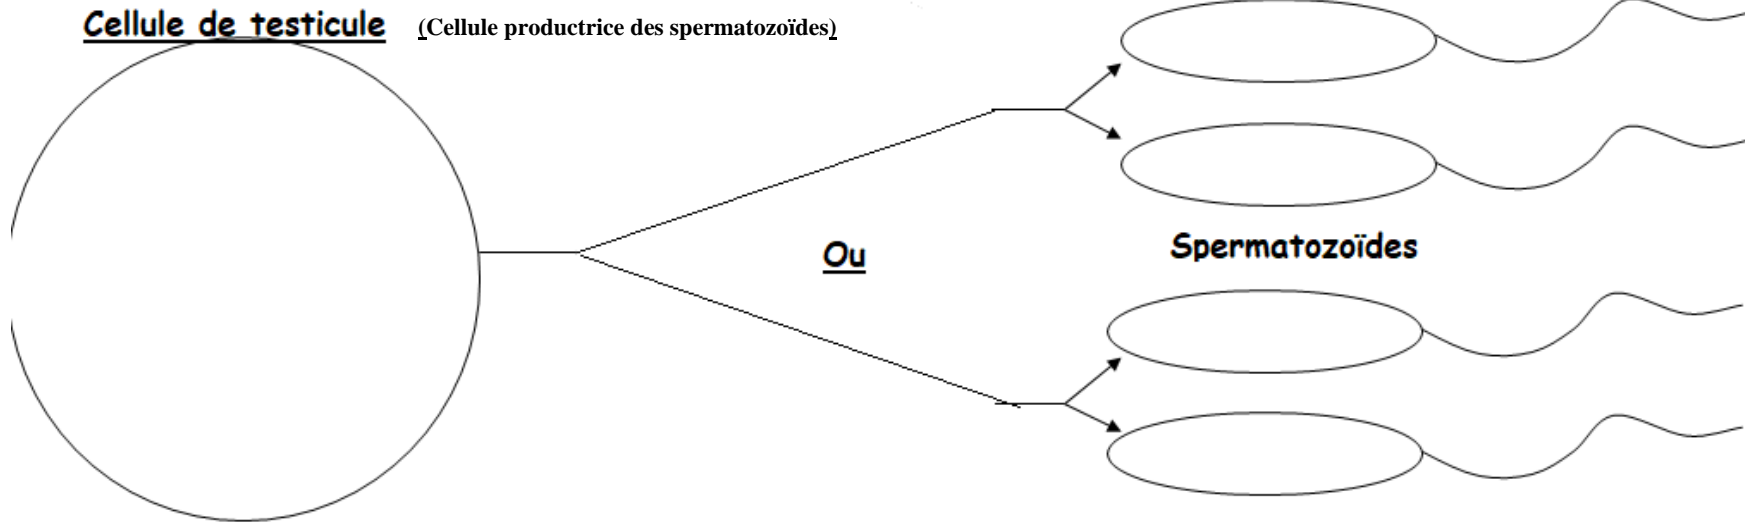 Cellule de testicule (Cellule productrice des spermatozoïdes)
Ou
Spermatozoïdes